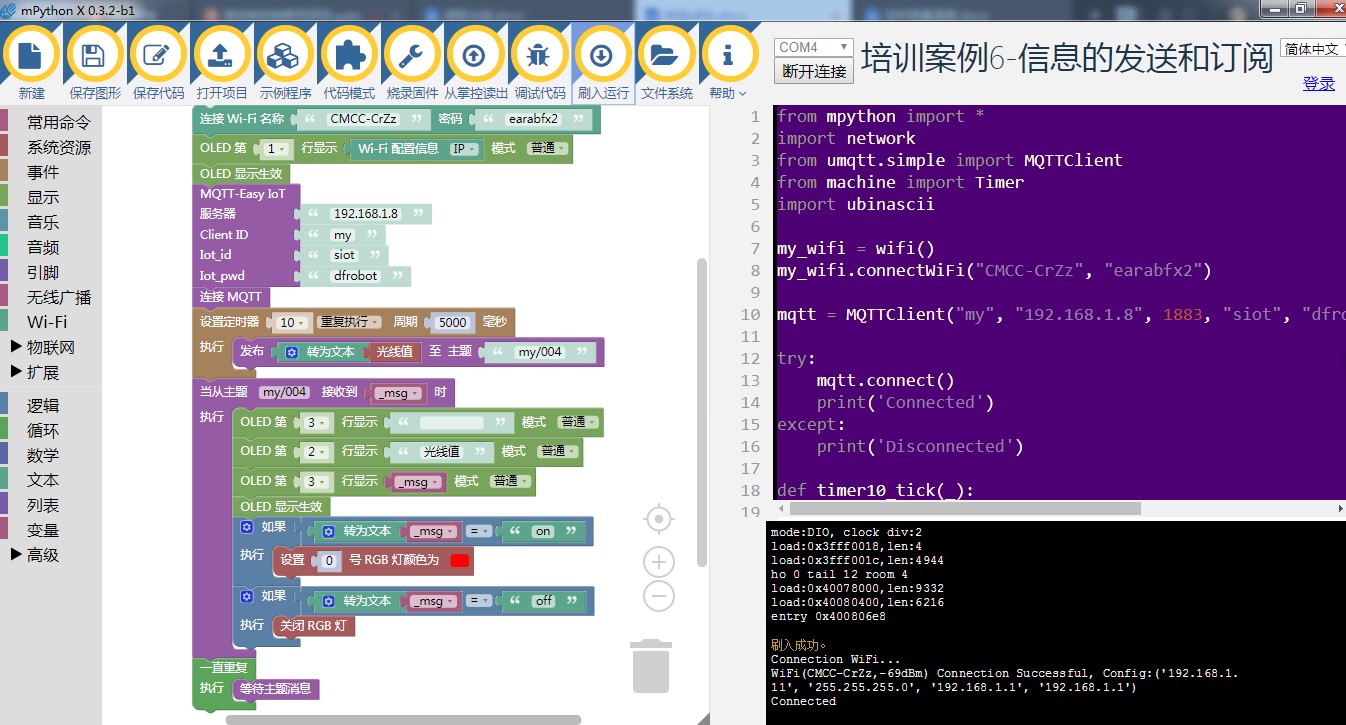 mPython X 0.3.2-b1
新建 保存图形 保存代码 打开项目 示例程序 代码模式 烧录固件 从掌控读出 调试代码 刷入运行 文件系统 帮助
COM4
断开连接
培训案例6-信息的发送和订阅
简体中文
登录
常用命令
系统资源
事件
显示
音乐
音频
引脚
无线广播
Wi-Fi
物联网
扩展
逻辑
循环
数学
文本
列表
变量
高级
连接 Wi-Fi 名称 “ CMCC-CrZz ” 密码 “ earabfx2 ”
OLED 第 1 行显示 Wi-Fi 配置信息 IP 模式 普通
OLED 显示生效
MQTT-Easy IoT
服务器 “ 192.168.1.8 ”
Client ID “ my ”
Iot_id “ siot ”
Iot_pwd “ dfrobot ”
连接 MQTT
设置定时器 10 重复执行 周期 5000 毫秒
执行 发布 转为文本 光线值 至 主题 “ my/004 ”
当从主题 my/004 接收到 _msg 时
执行 OLED 第 3 行显示 “ ” 模式 普通
OLED 第 2 行显示 “ 光线值 ” 模式 普通
OLED 第 3 行显示 _msg 模式 普通
OLED 显示生效
如果 转为文本 _msg = “ on ”
执行 设置 0 号 RGB 灯颜色为
如果 转为文本 _msg = “ off ”
执行 关闭 RGB 灯
一直重复
执行 等待主题消息
1 from mpython import *
2 import network
3 from umqtt.simple import MQTTClient
4 from machine import Timer
5 import ubinascii
6
7 my_wifi = wifi()
8 my_wifi.connectWiFi("CMCC-CrZz", "earabfx2")
9
10 mqtt = MQTTClient("my", "192.168.1.8", 1883, "siot", "dfro
11
12 try:
13 mqtt.connect()
14 print('Connected')
15 except:
16 print('Disconnected')
17
18 def timer10_tick(_):
19
mode:DIO, clock div:2
load:0x3fff0018,len:4
load:0x3fff001c,len:4944
ho 0 tail 12 room 4
load:0x40078000,len:9332
load:0x40080400,len:6216
entry 0x400806e8
刷入成功。
Connection WiFi...
WiFi(CMCC-CrZz,-69dBm) Connection Successful, Config:('192.168.1.
11', '255.255.255.0', '192.168.1.1', '192.168.1.1')
Connected